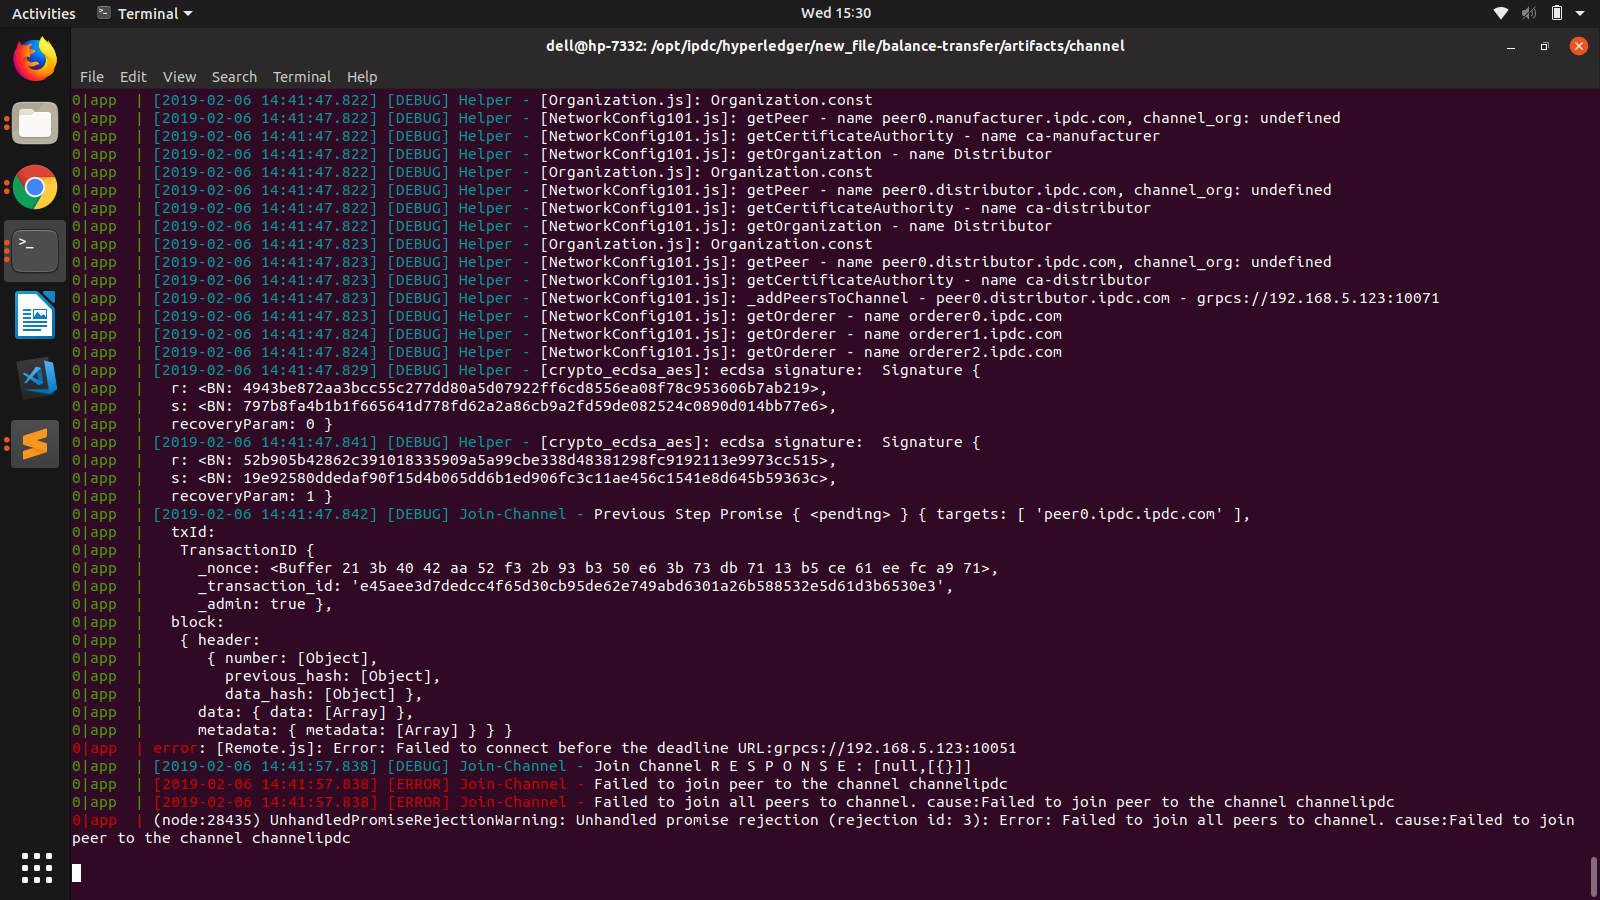 Activities Terminal Wed 15:30
dell@hp-7332: /opt/ipdc/hyperledger/new_file/balance-transfer/artifacts/channel
File Edit View Search Terminal Help
0|app | [2019-02-06 14:41:47.822] [DEBUG] Helper - [Organization.js]: Organization.const
0|app | [2019-02-06 14:41:47.822] [DEBUG] Helper - [NetworkConfig101.js]: getPeer - name peer0.manufacturer.ipdc.com, channel_org: undefined
0|app | [2019-02-06 14:41:47.822] [DEBUG] Helper - [NetworkConfig101.js]: getCertificateAuthority - name ca-manufacturer
0|app | [2019-02-06 14:41:47.822] [DEBUG] Helper - [NetworkConfig101.js]: getOrganization - name Distributor
0|app | [2019-02-06 14:41:47.822] [DEBUG] Helper - [Organization.js]: Organization.const
0|app | [2019-02-06 14:41:47.822] [DEBUG] Helper - [NetworkConfig101.js]: getPeer - name peer0.distributor.ipdc.com, channel_org: undefined
0|app | [2019-02-06 14:41:47.822] [DEBUG] Helper - [NetworkConfig101.js]: getCertificateAuthority - name ca-distributor
0|app | [2019-02-06 14:41:47.822] [DEBUG] Helper - [NetworkConfig101.js]: getOrganization - name Distributor
0|app | [2019-02-06 14:41:47.823] [DEBUG] Helper - [Organization.js]: Organization.const
0|app | [2019-02-06 14:41:47.823] [DEBUG] Helper - [NetworkConfig101.js]: getPeer - name peer0.distributor.ipdc.com, channel_org: undefined
0|app | [2019-02-06 14:41:47.823] [DEBUG] Helper - [NetworkConfig101.js]: getCertificateAuthority - name ca-distributor
0|app | [2019-02-06 14:41:47.823] [DEBUG] Helper - [NetworkConfig101.js]: _addPeersToChannel - peer0.distributor.ipdc.com - grpcs://192.168.5.123:10071
0|app | [2019-02-06 14:41:47.823] [DEBUG] Helper - [NetworkConfig101.js]: getOrderer - name orderer0.ipdc.com
0|app | [2019-02-06 14:41:47.824] [DEBUG] Helper - [NetworkConfig101.js]: getOrderer - name orderer1.ipdc.com
0|app | [2019-02-06 14:41:47.824] [DEBUG] Helper - [NetworkConfig101.js]: getOrderer - name orderer2.ipdc.com
0|app | [2019-02-06 14:41:47.829] [DEBUG] Helper - [crypto_ecdsa_aes]: ecdsa signature: Signature {
0|app | r: <BN: 4943be872aa3bcc55c277dd80a5d07922ff6cd8556ea08f78c953606b7ab219>,
0|app | s: <BN: 797b8fa4b1b1f665641d778fd62a2a86cb9a2fd59de082524c0890d014bb77e6>,
0|app | recoveryParam: 0 }
0|app | [2019-02-06 14:41:47.841] [DEBUG] Helper - [crypto_ecdsa_aes]: ecdsa signature: Signature {
0|app | r: <BN: 52b905b42862c391018335909a5a99cbe338d48381298fc9192113e9973cc515>,
0|app | s: <BN: 19e92580ddedaf90f15d4b065dd6b1ed906fc3c11ae456c1541e8d645b59363c>,
0|app | recoveryParam: 1 }
0|app | [2019-02-06 14:41:47.842] [DEBUG] Join-Channel - Previous Step Promise { <pending> } { targets: [ 'peer0.ipdc.ipdc.com' ],
0|app | txId:
0|app | TransactionID {
0|app | _nonce: <Buffer 21 3b 40 42 aa 52 f3 2b 93 b3 50 e6 3b 73 db 71 13 b5 ce 61 ee fc a9 71>,
0|app | _transaction_id: 'e45aee3d7dedcc4f65d30cb95de62e749abd6301a26b588532e5d61d3b6530e3',
0|app | _admin: true },
0|app | block:
0|app | { header:
0|app | { number: [Object],
0|app | previous_hash: [Object],
0|app | data_hash: [Object] },
0|app | data: { data: [Array] },
0|app | metadata: { metadata: [Array] } } }
0|app | error: [Remote.js]: Error: Failed to connect before the deadline URL:grpcs://192.168.5.123:10051
0|app | [2019-02-06 14:41:57.838] [DEBUG] Join-Channel - Join Channel R E S P O N S E : [null,[{}]]
0|app | [2019-02-06 14:41:57.838] [ERROR] Join-Channel - Failed to join peer to the channel channelipdc
0|app | [2019-02-06 14:41:57.838] [ERROR] Join-Channel - Failed to join all peers to channel. cause:Failed to join peer to the channel channelipdc
0|app | (node:28435) UnhandledPromiseRejectionWarning: Unhandled promise rejection (rejection id: 3): Error: Failed to join all peers to channel. cause:Failed to join
peer to the channel channelipdc